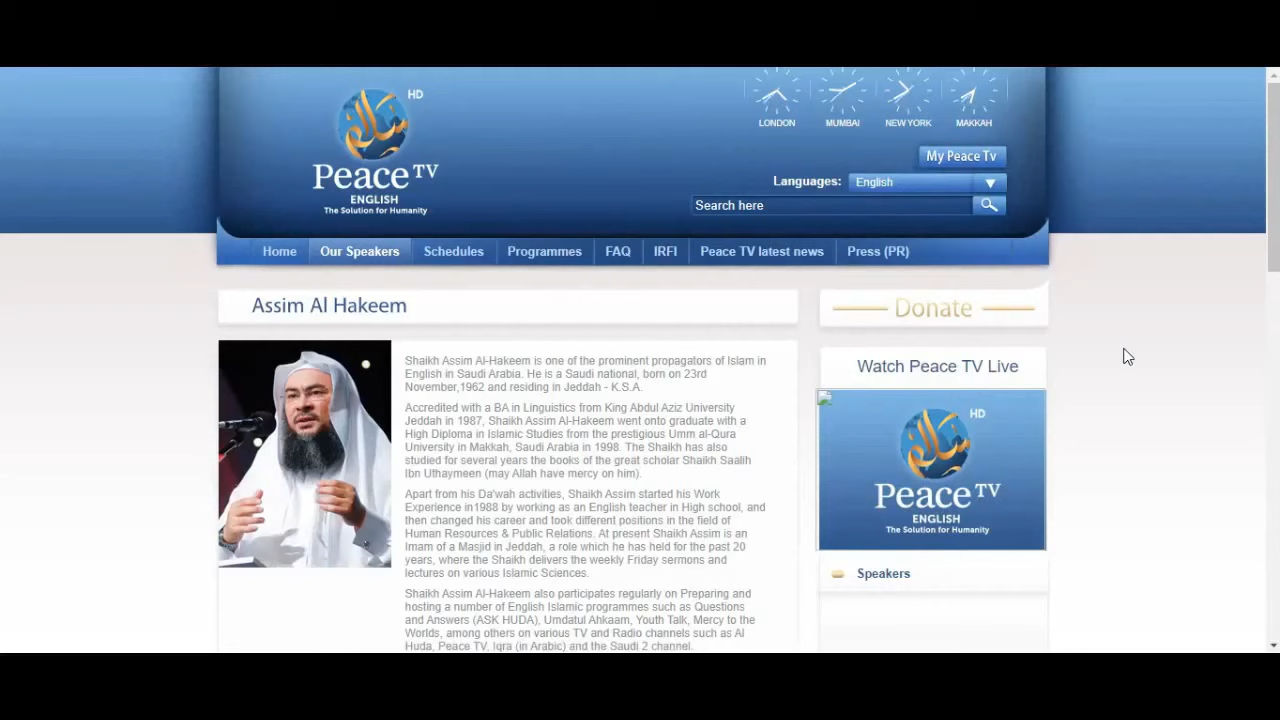 HD
سلام
Peace TV
ENGLISH
The Solution for Humanity
LONDON
MUMBAI
NEW YORK
MAKKAH
My Peace Tv
Languages:
English
Search here
Home
Our Speakers
Schedules
Programmes
FAQ
IRFI
Peace TV latest news
Press (PR)
Assim Al Hakeem
Shaikh Assim Al-Hakeem is one of the prominent propagators of Islam in
English in Saudi Arabia. He is a Saudi national, born on 23rd
November,1962 and residing in Jeddah - K.S.A.
Accredited with a BA in Linguistics from King Abdul Aziz University
Jeddah in 1987, Shaikh Assim Al-Hakeem went onto graduate with a
High Diploma in Islamic Studies from the prestigious Umm al-Qura
University in Makkah, Saudi Arabia in 1998. The Shaikh has also
studied for several years the books of the great scholar Shaikh Saalih
Ibn Uthaymeen (may Allah have mercy on him).
Apart from his Da'wah activities, Shaikh Assim started his Work
Experience in1988 by working as an English teacher in High school, and
then changed his career and took different positions in the field of
Human Resources & Public Relations. At present Shaikh Assim is an
Imam of a Masjid in Jeddah, a role which he has held for the past 20
years, where the Shaikh delivers the weekly Friday sermons and
lectures on various Islamic Sciences.
Shaikh Assim Al-Hakeem also participates regularly on Preparing and
hosting a number of English Islamic programmes such as Questions
and Answers (ASK HUDA), Umdatul Ahkaam, Youth Talk, Mercy to the
Worlds, among others on various TV and Radio channels such as Al
Huda, Peace TV, Iqra (in Arabic) and the Saudi 2 channel.
Donate
Watch Peace TV Live
HD
سلام
Peace TV
ENGLISH
The Solution for Humanity
Speakers